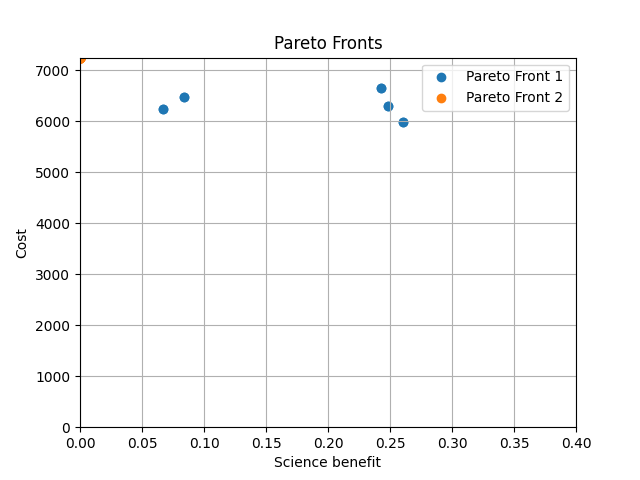 Pareto Fronts
Pareto Front 1
Pareto Front 2
7000
6000
5000
4000
3000
2000
1000
0
Cost
0.00 0.05 0.10 0.15 0.20 0.25 0.30 0.35 0.40
Science benefit